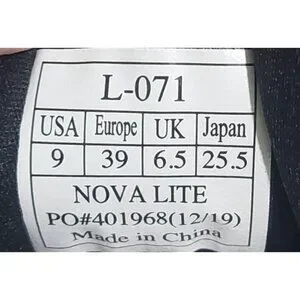 L-071
USA Europe UK Japan
9 39 6.5 25.5
NOVA LITE
PO#401968(12/19)
Made in China